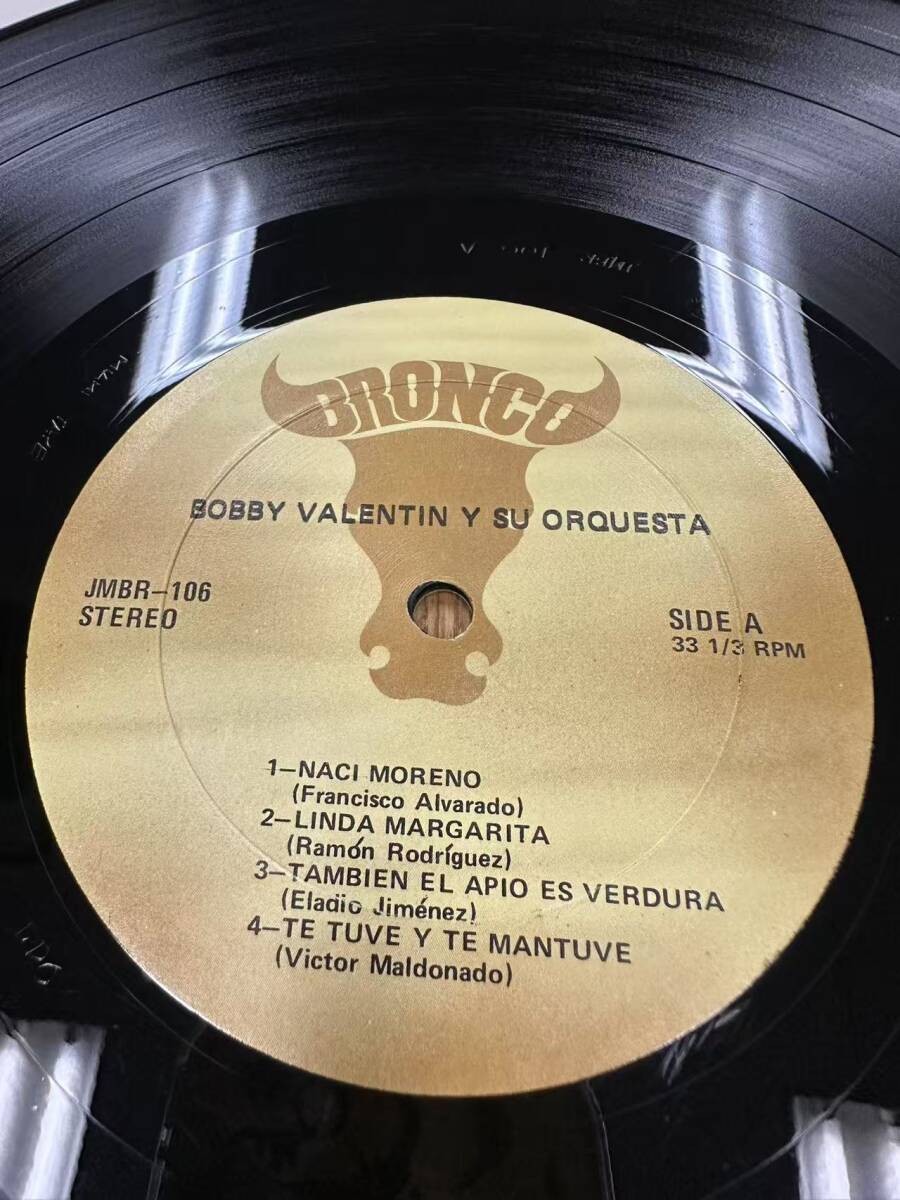 BRONCO
BOBBY VALENTIN Y SU ORQUESTA
JMBR-106
STEREO
SIDE A
33 1/3 RPM
1-NACI MORENO
(Francisco Alvarado)
2-LINDA MARGARITA
(Ramón Rodríguez)
3-TAMBIEN EL APIO ES VERDURA
(Eladio Jiménez)
4-TE TUVE Y TE MANTUVE
(Victor Maldonado)